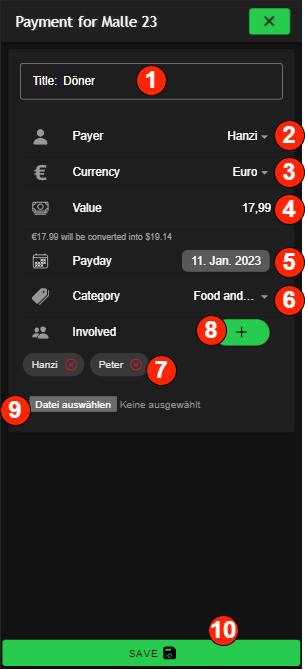 Payment for Malle 23
Title: Döner 1
Payer Hanzi 2
Currency Euro 3
Value 17,99 4
€17.99 will be converted into $19.14
Payday 11. Jan. 2023 5
Category Food and... 6
Involved 8 +
Hanzi Peter 7
9 Datei auswählen Keine ausgewählt
10
SAVE